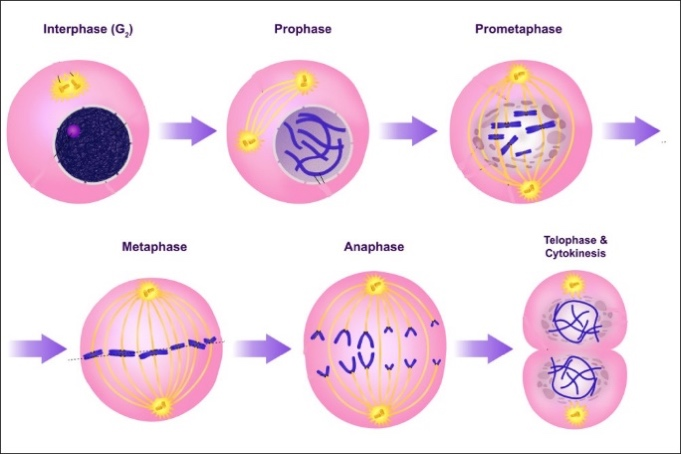 Interphase (G₂)
Prophase
Prometaphase
Metaphase
Anaphase
Telophase &
Cytokinesis